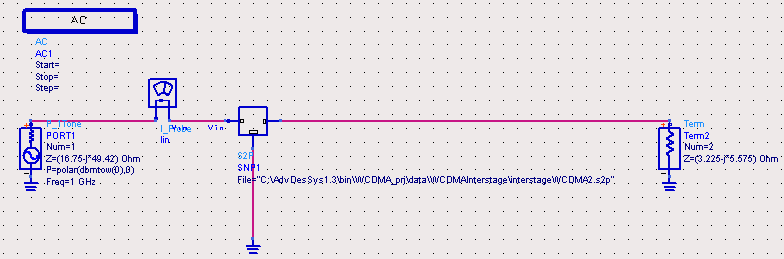 AC
AC
AC1
Start=
Stop=
Step=
P_1Tone
PORT1
Num=1
Z=(16.75-j*49.42) Ohm
P=polar(dbmtow(0),0)
Freq=1 GHz
I_Probe
Iin
Vin
Vin
S2P
SNP1
File="C:\AdvDesSys1.3\bin\WCDMA_prj\data\WCDMAInterstage\interstageWCDMA2.s2p"
Term
Term2
Num=2
Z=(3.225-j*5.575) Ohm